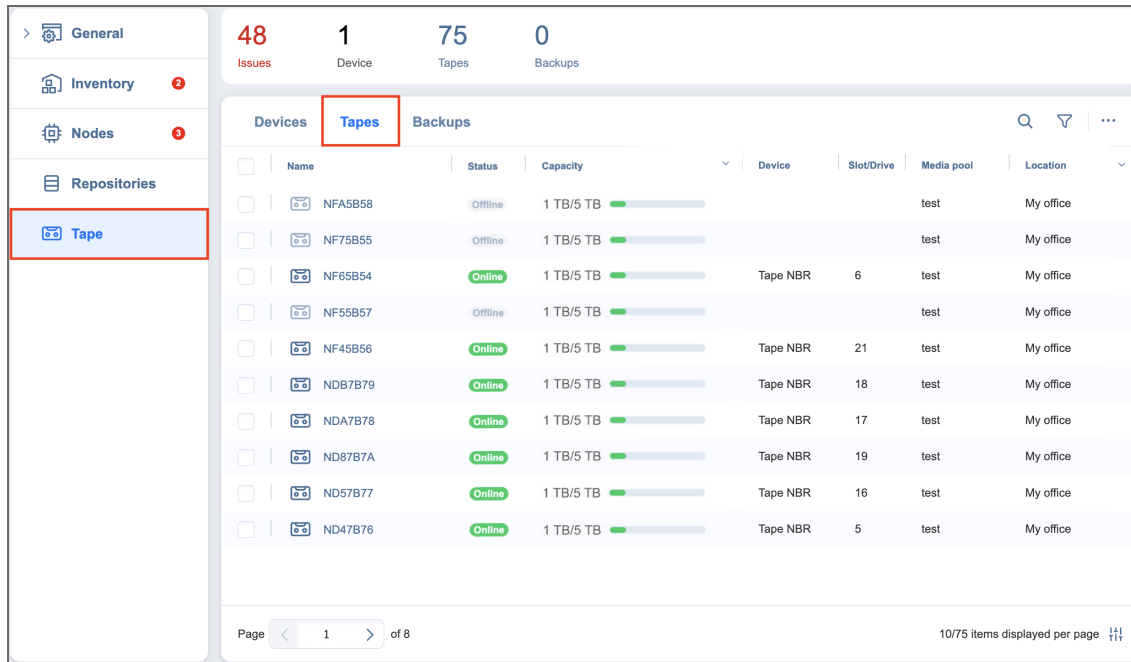 General
Inventory 2
Nodes 3
Repositories
Tape
48 1 75 0
Issues Device Tapes Backups
Devices Tapes Backups
Name Status Capacity Device Slot/Drive Media pool Location
NFA5B58 Offline 1 TB/5 TB test My office
NF75B55 Offline 1 TB/5 TB test My office
NF65B54 Online 1 TB/5 TB Tape NBR 6 test My office
NF55B57 Offline 1 TB/5 TB test My office
NF45B56 Online 1 TB/5 TB Tape NBR 21 test My office
NDB7B79 Online 1 TB/5 TB Tape NBR 18 test My office
NDA7B78 Online 1 TB/5 TB Tape NBR 17 test My office
ND87B7A Online 1 TB/5 TB Tape NBR 19 test My office
ND57B77 Online 1 TB/5 TB Tape NBR 16 test My office
ND47B76 Online 1 TB/5 TB Tape NBR 5 test My office
Page 1 of 8 10/75 items displayed per page